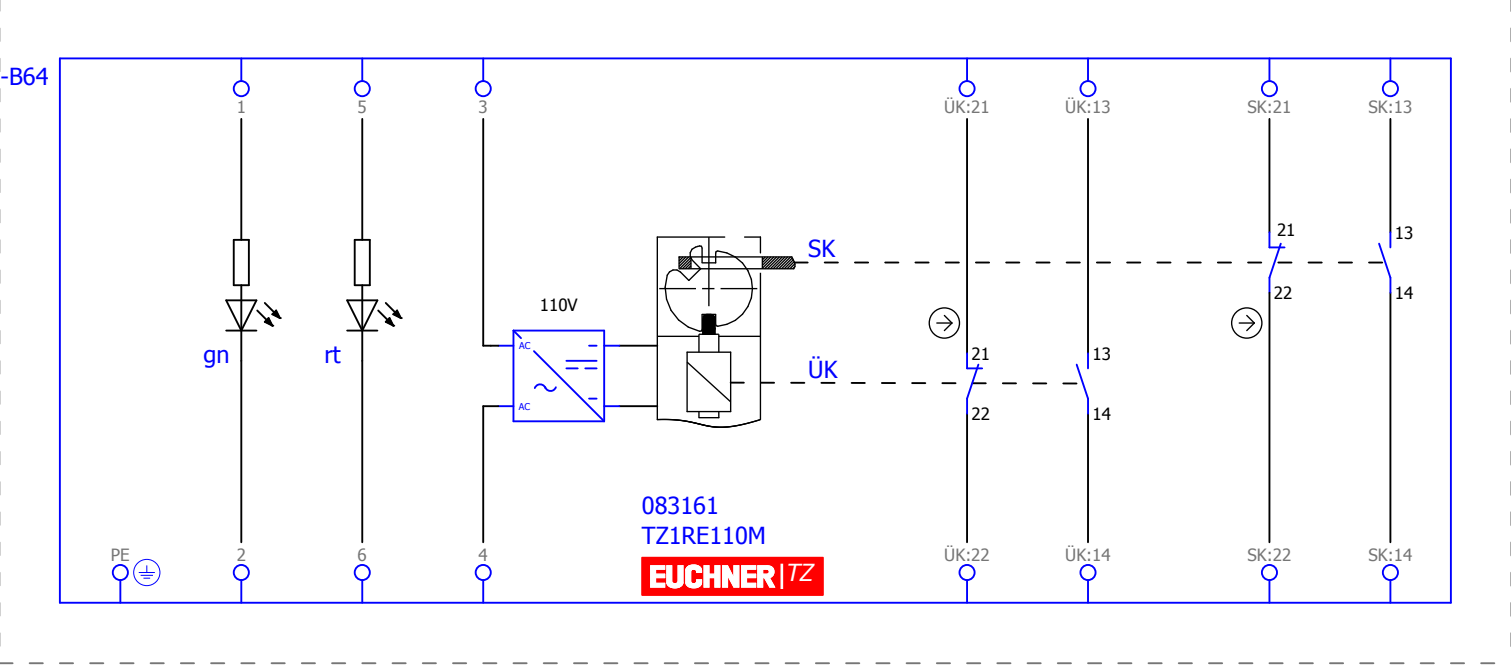 -B64
1
5
3
ÜK:21
ÜK:13
SK:21
SK:13
SK
21
13
22
14
110V
AC
AC
gn
rt
ÜK
21
13
22
14
083161
TZ1RE110M
EUCHNER|TZ
PE
2
6
4
ÜK:22
ÜK:14
SK:22
SK:14